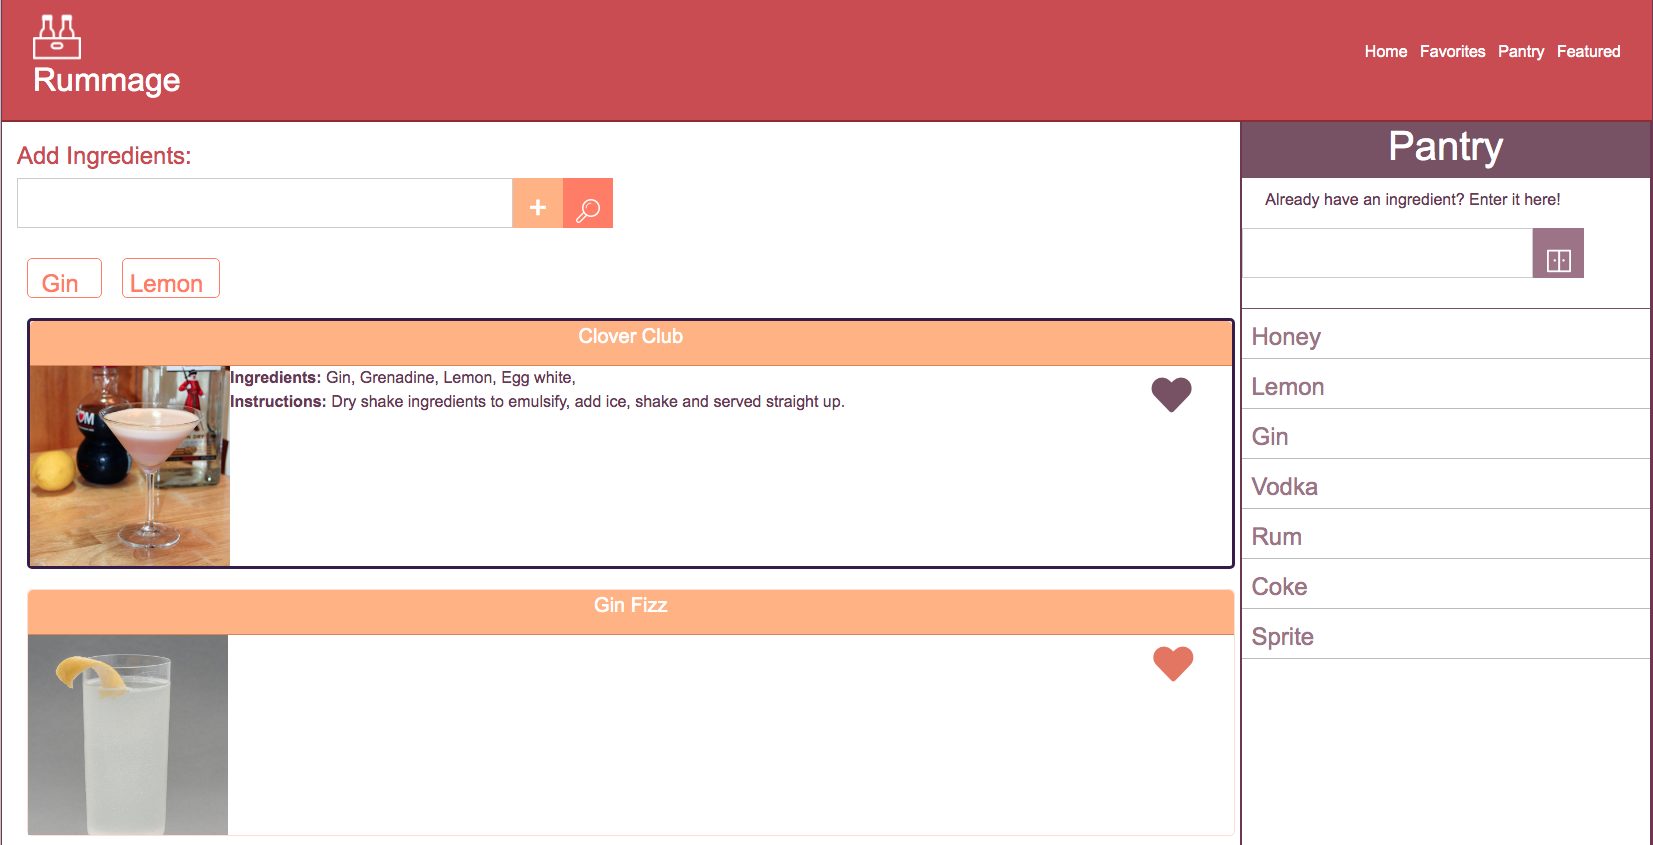 Rummage
Home Favorites Pantry Featured
Add Ingredients:
+
Gin Lemon
Clover Club
Ingredients: Gin, Grenadine, Lemon, Egg white,
Instructions: Dry shake ingredients to emulsify, add ice, shake and served straight up.
Gin Fizz
Pantry
Already have an ingredient? Enter it here!
Honey
Lemon
Gin
Vodka
Rum
Coke
Sprite